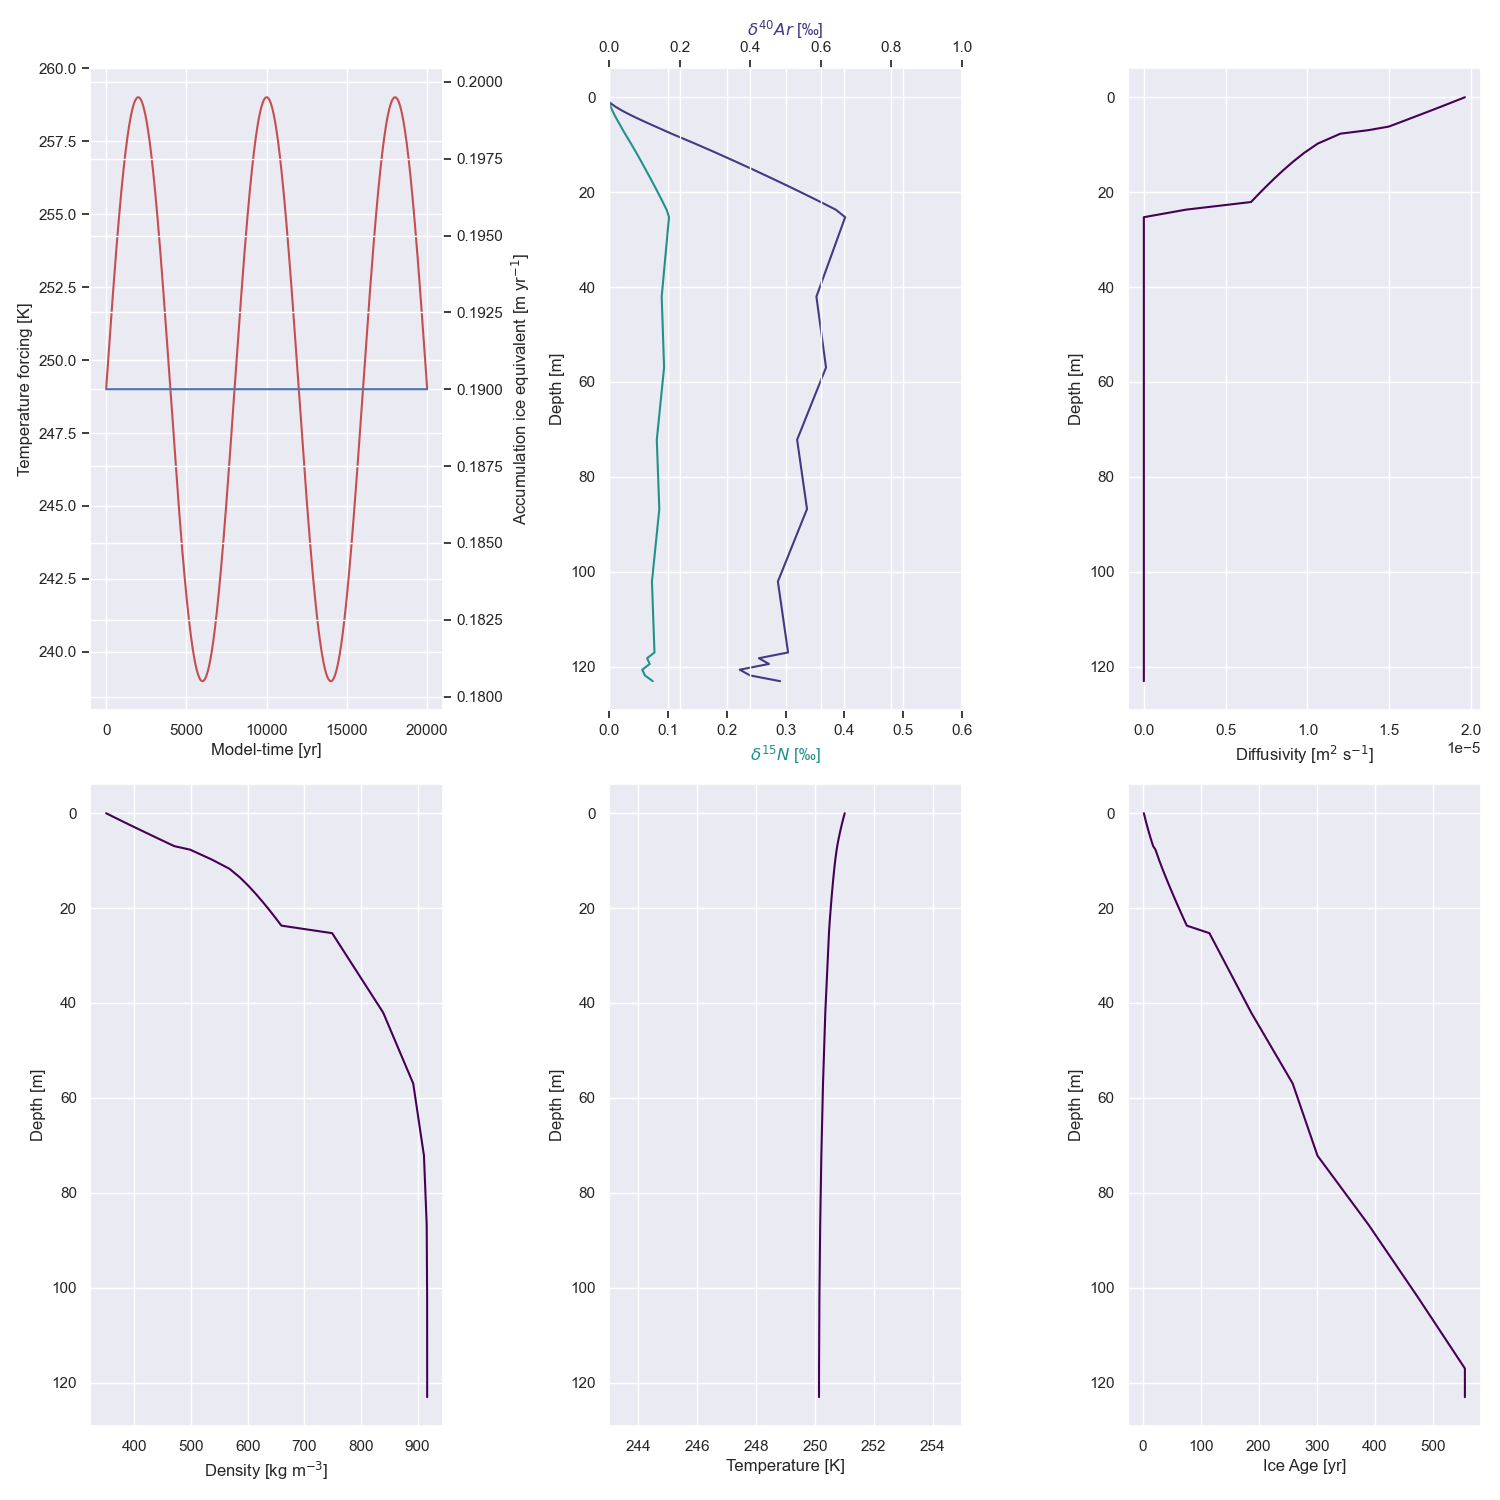 δ⁴⁰Ar [‰]
0.0 0.2 0.4 0.6 0.8 1.0
260.0
257.5
255.0
252.5
250.0
247.5
245.0
242.5
240.0
Temperature forcing [K]
0 5000 10000 15000 20000
Model-time [yr]
0.2000
0.1975
0.1950
0.1925
0.1900
0.1875
0.1850
0.1825
0.1800
Accumulation ice equivalent [m yr⁻¹]
0
20
40
60
80
100
120
Depth [m]
0.0 0.1 0.2 0.3 0.4 0.5 0.6
δ¹⁵N [‰]
0
20
40
60
80
100
120
Depth [m]
0.0 0.5 1.0 1.5 2.0
1e−5
Diffusivity [m² s⁻¹]
0
20
40
60
80
100
120
Depth [m]
400 500 600 700 800 900
Density [kg m⁻³]
0
20
40
60
80
100
120
Depth [m]
244 246 248 250 252 254
Temperature [K]
0
20
40
60
80
100
120
Depth [m]
0 100 200 300 400 500
Ice Age [yr]